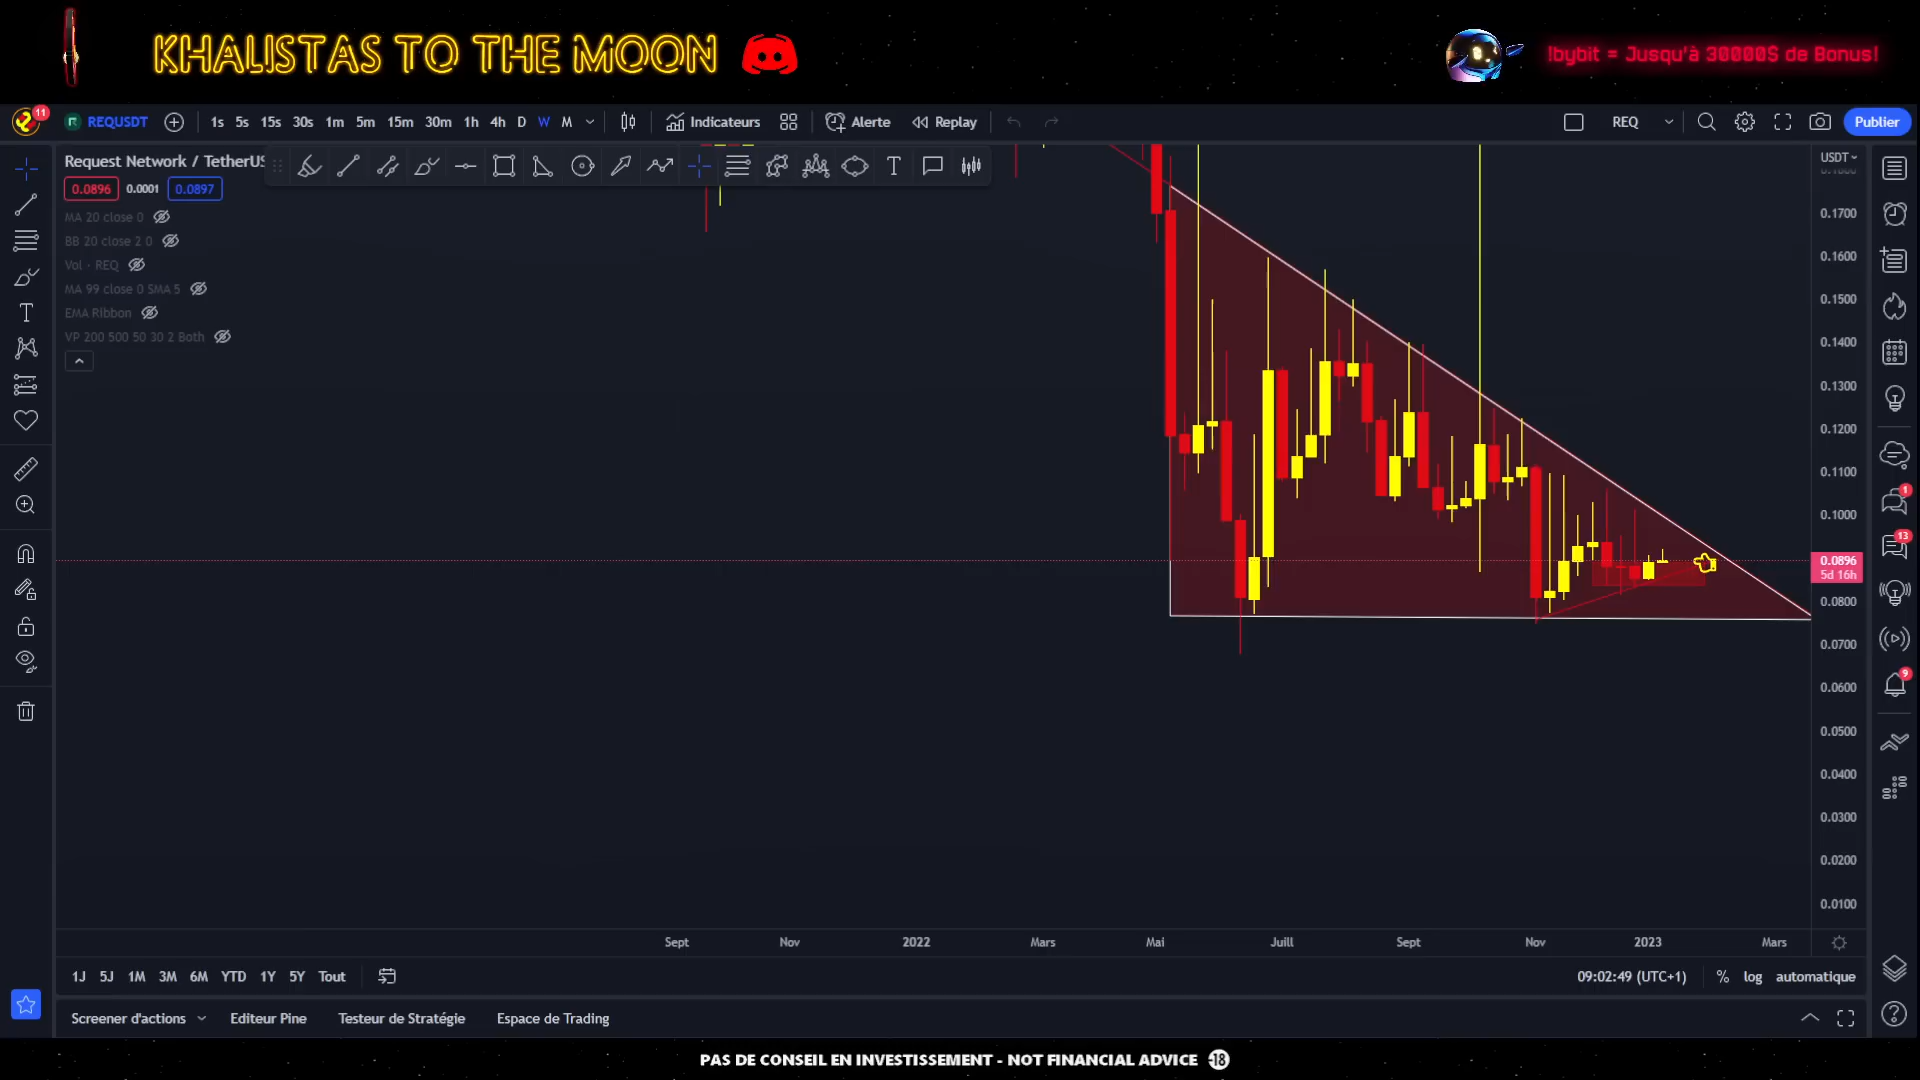 KHALISTAS TO THE MOON
!bybit = Jusqu'à 30000$ de Bonus!
11
REQUSDT
1s 5s 15s 30s 1m 5m 15m 30m 1h 4h D W M
Indicateurs
Alerte
Replay
REQ
Publier
Request Network / TetherUS
USDT
0.0896 0.0001 0.0897
MA 20 close 0
BB 20 close 2 0
Vol · REQ
MA 99 close 0 SMA 5
EMA Ribbon
VP 200 500 50 30 2 Both
0.1800
0.1700
0.1600
0.1500
0.1400
0.1300
0.1200
0.1100
0.1000
0.0896
5d 16h
0.0800
0.0700
0.0600
0.0500
0.0400
0.0300
0.0200
0.0100
1
13
9
Sept Nov 2022 Mars Mai Juill Sept Nov 2023 Mars
1J 5J 1M 3M 6M YTD 1Y 5Y Tout
09:02:49 (UTC+1) % log automatique
Screener d'actions Editeur Pine Testeur de Stratégie Espace de Trading
PAS DE CONSEIL EN INVESTISSEMENT - NOT FINANCIAL ADVICE -18